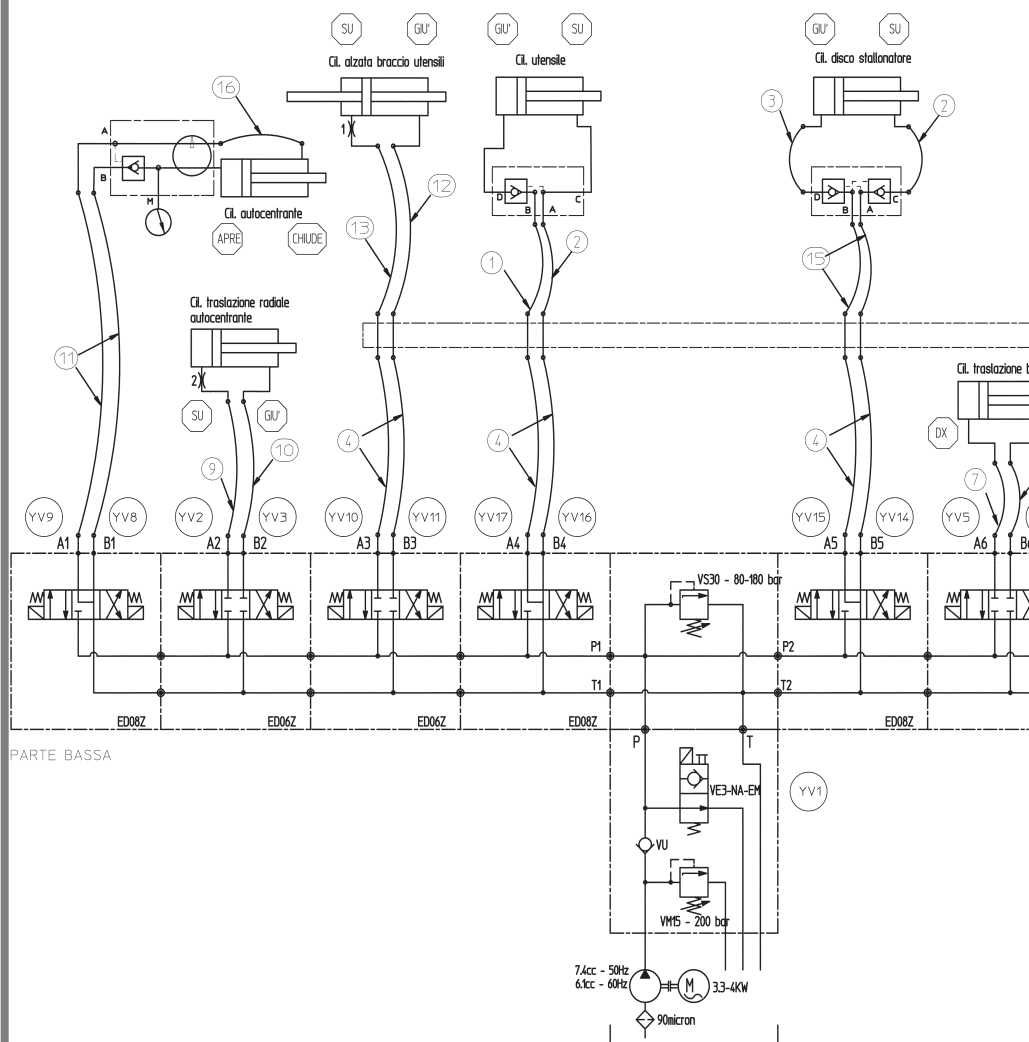 SU
GIU'
GIU'
SU
GIU'
SU
Cil. alzata braccio utensili
Cil. utensile
Cil. disco stallonatore
16
1
3
2
A
B
M
12
D
B
A
C
D
B
A
C
Cil. autocentrante
APRE
CHIUDE
13
1
2
15
Cil. traslazione radiale
autocentrante
11
2
SU
GIU'
Cil. traslazione b
DX
9
10
4
4
4
7
YV9
YV8
YV2
YV3
YV10
YV11
YV17
YV16
YV15
YV14
YV5
A1
B1
A2
B2
A3
B3
A4
B4
A5
B5
A6
B6
VS30 - 80-180 bar
P1
P2
T1
T2
ED08Z
ED06Z
ED06Z
ED08Z
ED08Z
PARTE BASSA
P
T
VE3-NA-EM
YV1
VU
VM15 - 200 bar
7.4cc - 50Hz
6.1cc - 60Hz
M
3.3-4KW
90micron